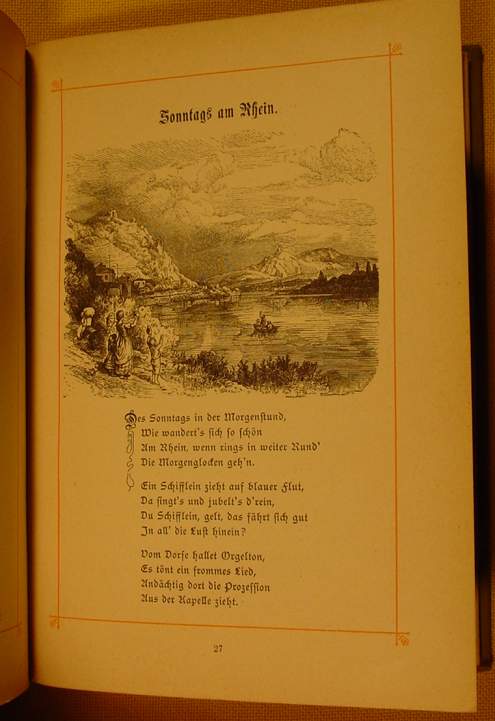 Sonntags am Rhein.
Des Sonntags in der Morgenstund,
Wie wandert's sich so schön
Am Rhein, wenn rings in weiter Rund'
Die Morgenglocken geh'n.
Ein Schifflein zieht auf blauer Flut,
Da singt's und jubelt's d'rein,
Du Schifflein, gelt, das fährt sich gut
In all' die Lust hinein?
Vom Dorfe hallet Orgelton,
Es tönt ein frommes Lied,
Andächtig dort die Prozession
Aus der Kapelle zieht.
27